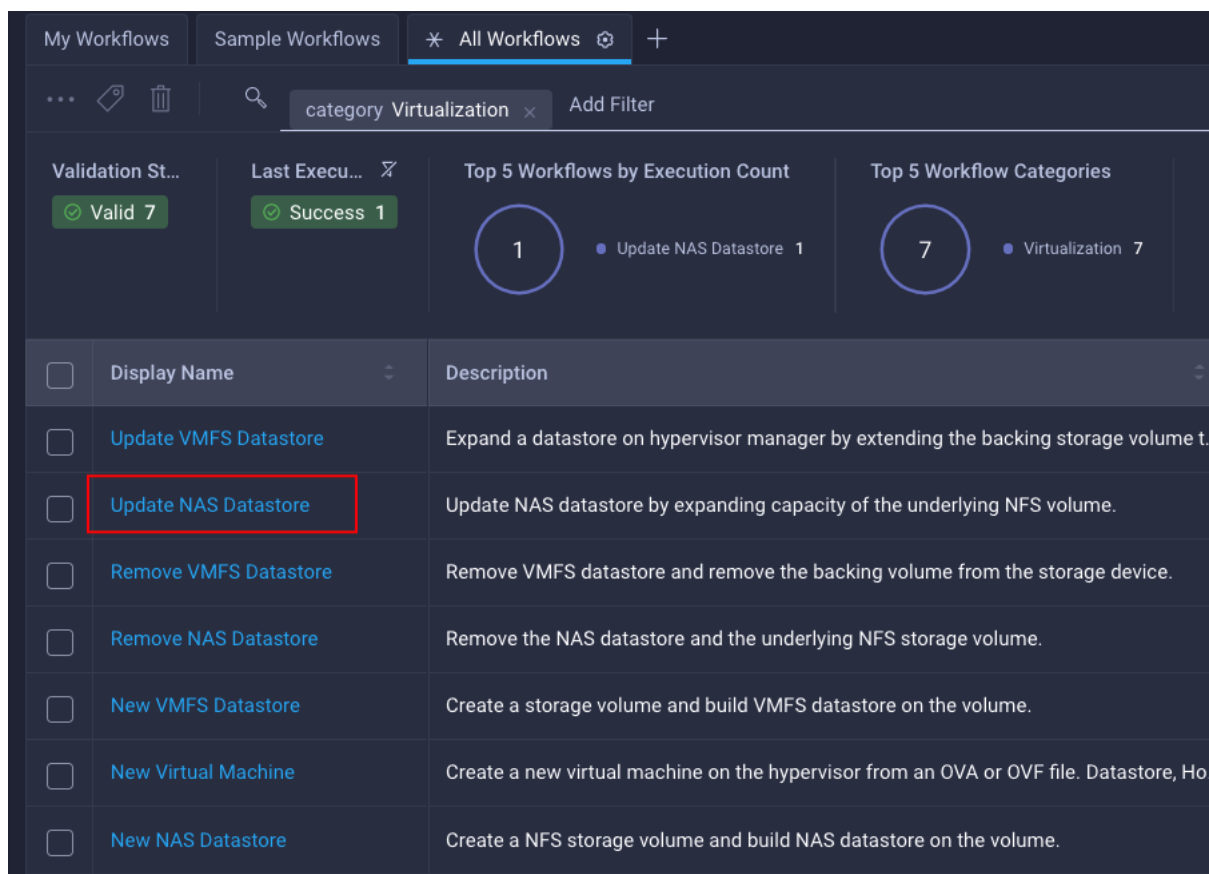 My Workflows Sample Workflows All Workflows
category Virtualization × Add Filter
Validation St... Last Execu... Top 5 Workflows by Execution Count Top 5 Workflow Categories
Valid 7 Success 1
1 Update NAS Datastore 1 7 Virtualization 7
Display Name Description
Update VMFS Datastore Expand a datastore on hypervisor manager by extending the backing storage volume t.
Update NAS Datastore Update NAS datastore by expanding capacity of the underlying NFS volume.
Remove VMFS Datastore Remove VMFS datastore and remove the backing volume from the storage device.
Remove NAS Datastore Remove the NAS datastore and the underlying NFS storage volume.
New VMFS Datastore Create a storage volume and build VMFS datastore on the volume.
New Virtual Machine Create a new virtual machine on the hypervisor from an OVA or OVF file. Datastore, Ho.
New NAS Datastore Create a NFS storage volume and build NAS datastore on the volume.